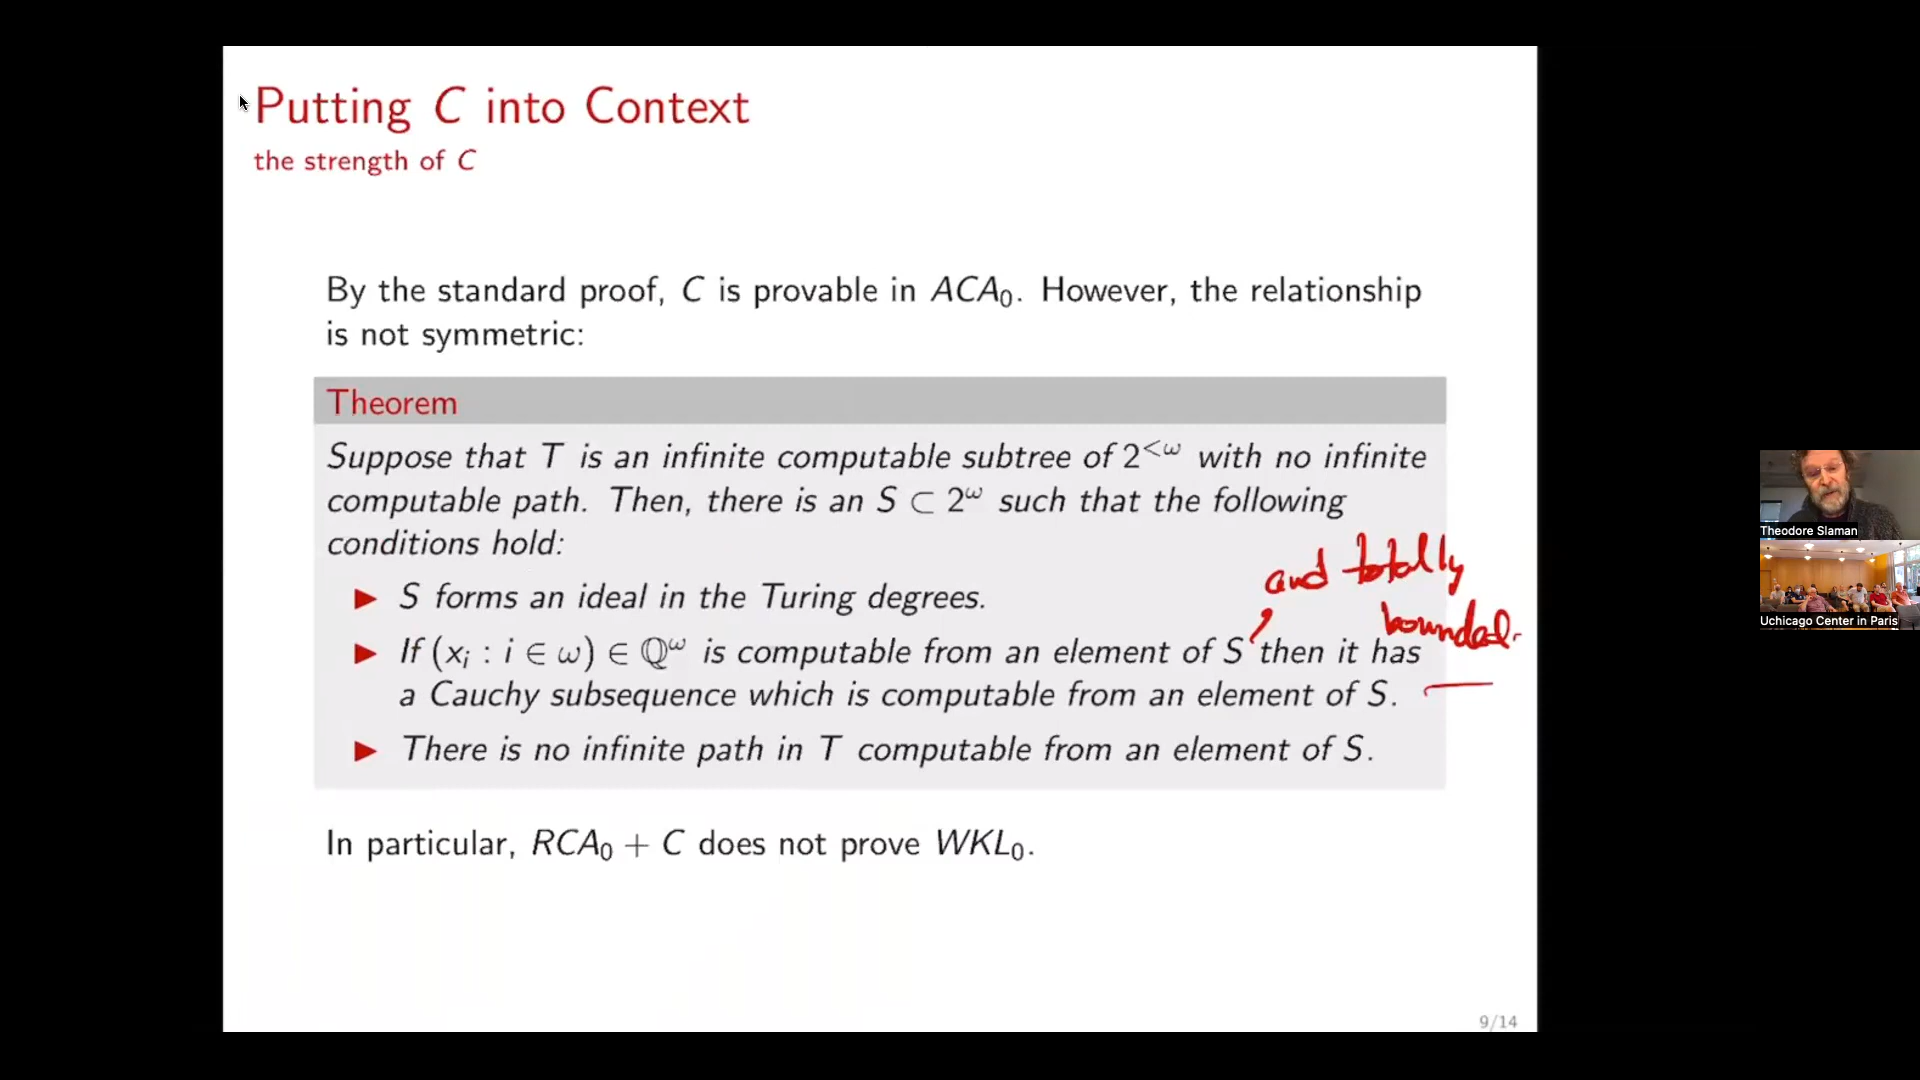 Putting C into Context
the strength of C
By the standard proof, C is provable in ACA₀. However, the relationship
is not symmetric:
Theorem
Suppose that T is an infinite computable subtree of 2^{<ω} with no infinite
computable path. Then, there is an S ⊂ 2^ω such that the following
conditions hold:
▶ S forms an ideal in the Turing degrees.
and totally
bounded.
▶ If (xᵢ : i ∈ ω) ∈ ℚ^ω is computable from an element of S then it has
a Cauchy subsequence which is computable from an element of S.
▶ There is no infinite path in T computable from an element of S.
In particular, RCA₀ + C does not prove WKL₀.
9/14
Theodore Slaman
Uchicago Center in Paris